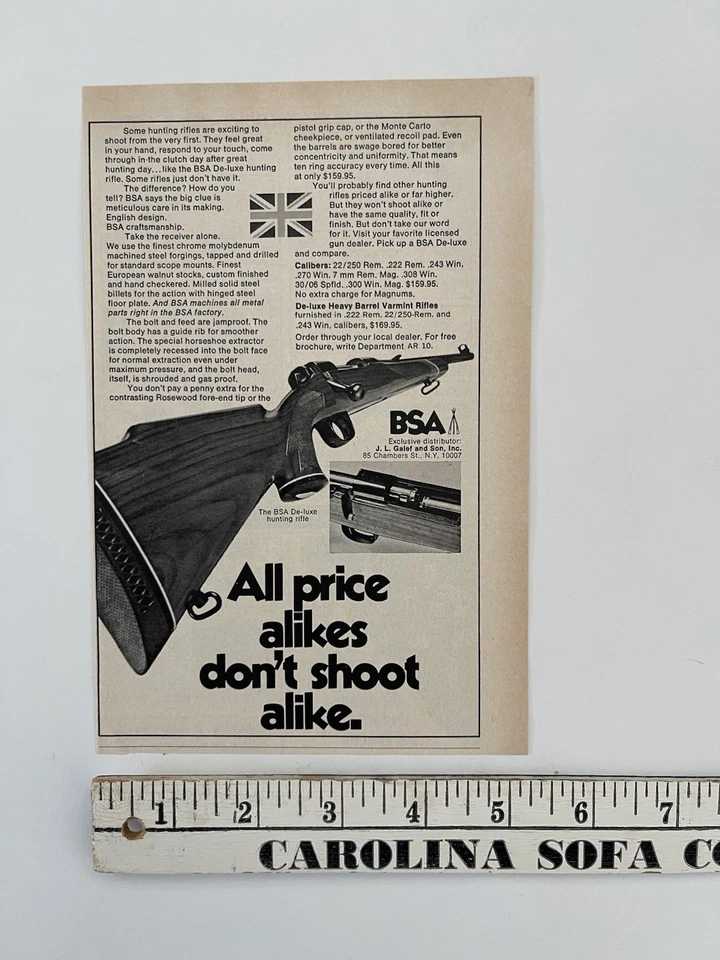 Some hunting rifles are exciting to
shoot from the very first. They feel great
in your hand, respond to your touch, come
through in the clutch day after great
hunting day...like the BSA De-luxe hunting
rifle. Some rifles just don't have it.
The difference? How do you
tell? BSA says the big clue is
meticulous care in its making.
English design.
BSA craftsmanship.
Take the receiver alone.
We use the finest chrome molybdenum
machined steel forgings, tapped and drilled
for standard scope mounts. Finest
European walnut stocks, custom finished
and hand checkered. Milled solid steel
billets for the action with hinged steel
floor plate. And BSA machines all metal
parts right in the BSA factory.
The bolt and feed are jamproof. The
bolt body has a guide rib for smoother
action. The special horseshoe extractor
is completely recessed into the bolt face
for normal extraction even under
maximum pressure, and the bolt head,
itself, is shrouded and gas proof.
You don't pay a penny extra for the
contrasting Rosewood fore-end tip or the
pistol grip cap, or the Monte Carlo
cheekpiece, or ventilated recoil pad. Even
the barrels are swage bored for better
concentricity and uniformity. That means
ten ring accuracy every time. All this
at only $159.95.
You'll probably find other hunting
rifles priced alike or far higher.
But they won't shoot alike or
have the same quality, fit or
finish. But don't take our word
for it. Visit your favorite licensed
gun dealer. Pick up a BSA De-luxe
and compare.
Calibers: 22/250 Rem. .222 Rem. .243 Win.
.270 Win. 7 mm Rem. Mag. .308 Win.
30/06 Spfld. .300 Win. Mag. $159.95.
No extra charge for Magnums.
De-luxe Heavy Barrel Varmint Rifles
furnished in .222 Rem. 22/250-Rem. and
.243 Win. calibers, $169.95.
Order through your local dealer. For free
brochure, write Department AR 10.
BSA
Exclusive distributor:
J. L. Galef and Son, Inc.
85 Chambers St., N.Y. 10007
The BSA De-luxe
hunting rifle
All price
alikes
don't shoot
alike.
1 2 3 4 5 6 7
CAROLINA SOFA CO